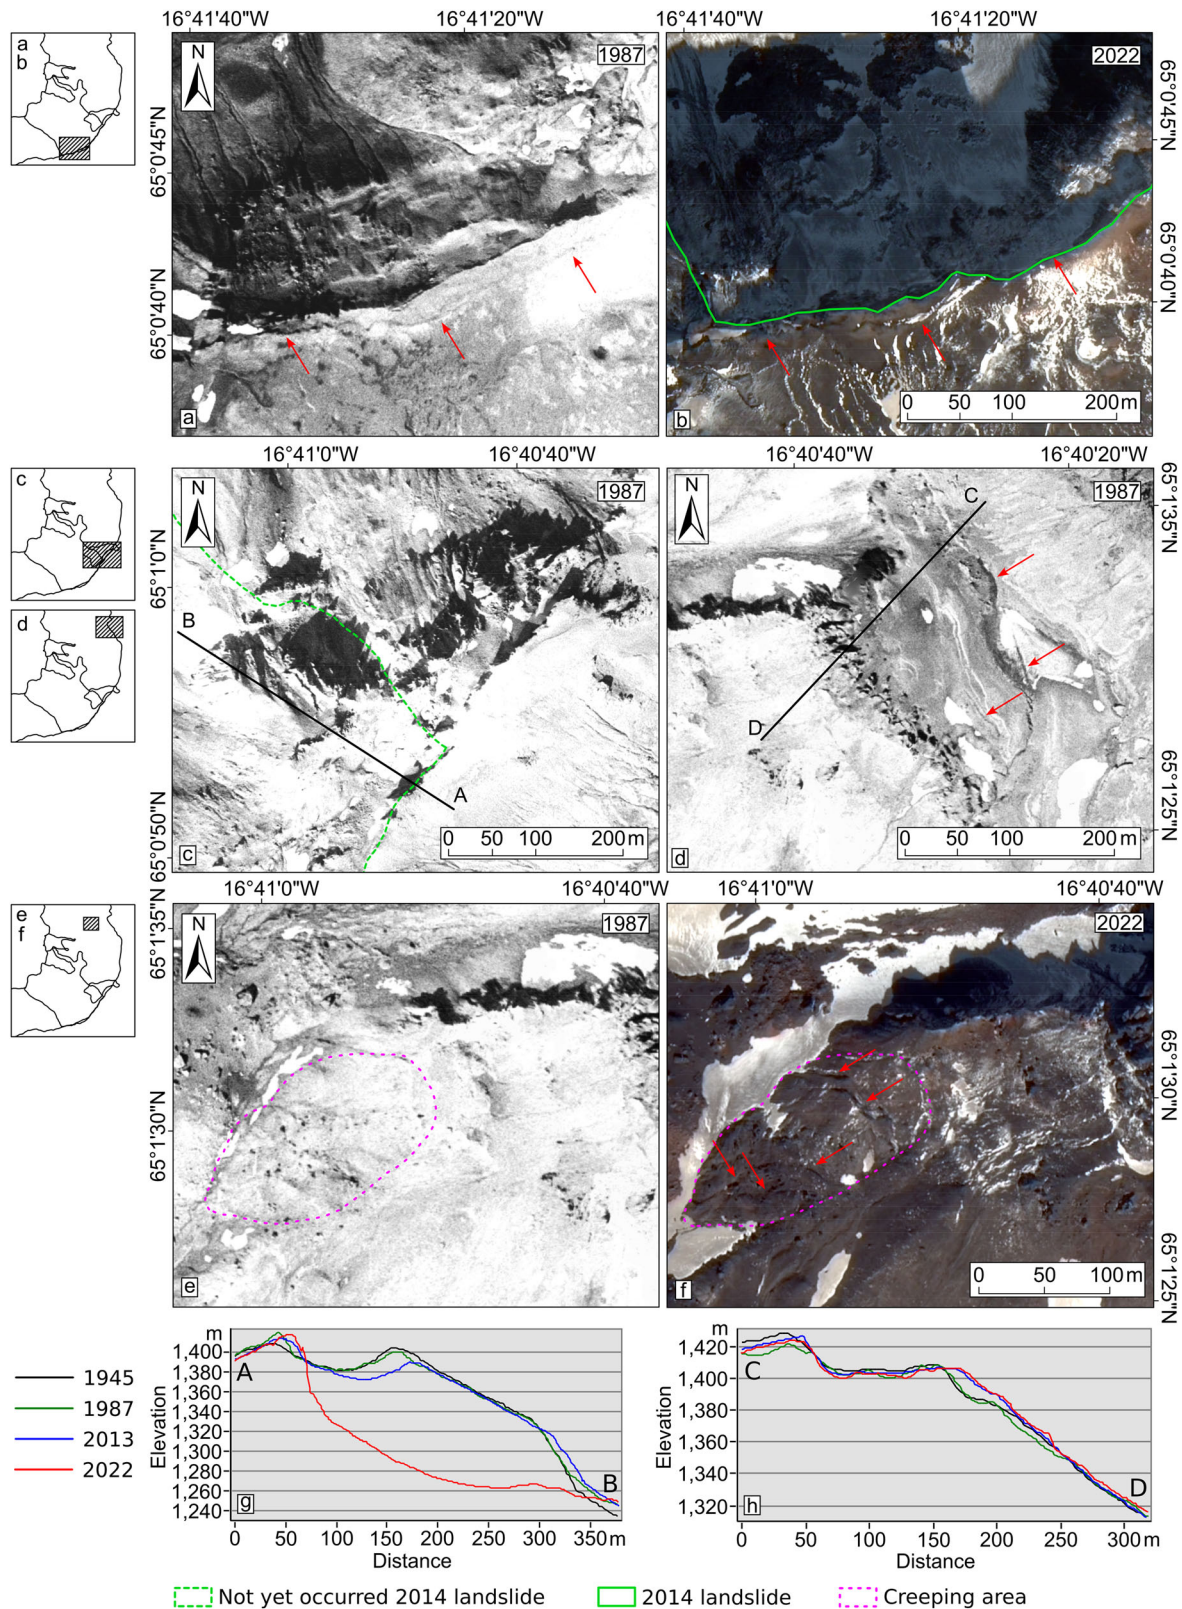 16°41'40"W 16°41'20"W 16°41'40"W 16°41'20"W
a
b
N
1987
2022
65°0'45"N
65°0'40"N
65°0'45"N
65°0'40"N
a
b
0 50 100 200 m
16°41'0"W 16°40'40"W 16°40'40"W 16°40'20"W
c
d
N
1987
N
1987
65°1'0"N
65°0'50"N
65°1'35"N
65°1'25"N
B
A
C
D
0 50 100 200 m
0 50 100 200 m
c
d
16°41'0"W 16°40'40"W 16°41'0"W 16°40'40"W
e
f
N
1987
2022
65°1'35"N
65°1'30"N
65°1'30"N
65°1'25"N
e
f
0 50 100 m
1945
1987
2013
2022
m
1,400
1,380
1,360
1,340
1,320
1,300
1,280
1,260
1,240
Elevation
A
B
g
0 50 100 150 200 250 300 350 m
Distance
m
1,420
1,400
1,380
1,360
1,340
1,320
Elevation
C
D
h
0 50 100 150 200 250 300 m
Distance
Not yet occurred 2014 landslide 2014 landslide Creeping area